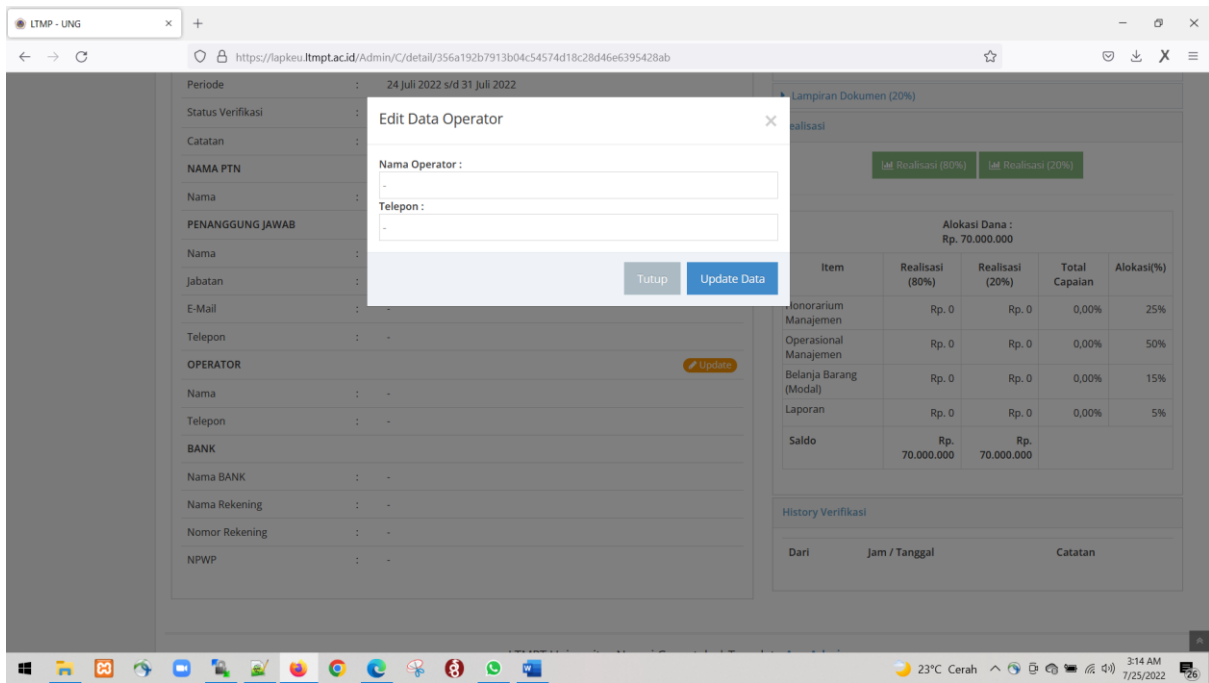 LTMP - UNG
https://lapkeu.ltmpt.ac.id/Admin/C/detail/356a192b7913b04c54574d18c28d46e6395428ab
Periode : 24 Juli 2022 s/d 31 Juli 2022
Status Verifikasi :
Catatan :
NAMA PTN
Nama :
PENANGGUNG JAWAB
Nama :
Jabatan :
E-Mail : -
Telepon : -
OPERATOR Update
Nama : -
Telepon : -
BANK
Nama BANK : -
Nama Rekening : -
Nomor Rekening : -
NPWP : -
Edit Data Operator
Nama Operator :
-
Telepon :
-
Tutup Update Data
Lampiran Dokumen (20%)
ealisasi
Realisasi (80%) Realisasi (20%)
Alokasi Dana :
Rp. 70.000.000
Item Realisasi (80%) Realisasi (20%) Total Capaian Alokasi(%)
Honorarium Manajemen Rp. 0 Rp. 0 0,00% 25%
Operasional Manajemen Rp. 0 Rp. 0 0,00% 50%
Belanja Barang (Modal) Rp. 0 Rp. 0 0,00% 15%
Laporan Rp. 0 Rp. 0 0,00% 5%
Saldo Rp. 70.000.000 Rp. 70.000.000
History Verifikasi
Dari Jam / Tanggal Catatan
23°C Cerah
3:14 AM
7/25/2022
26